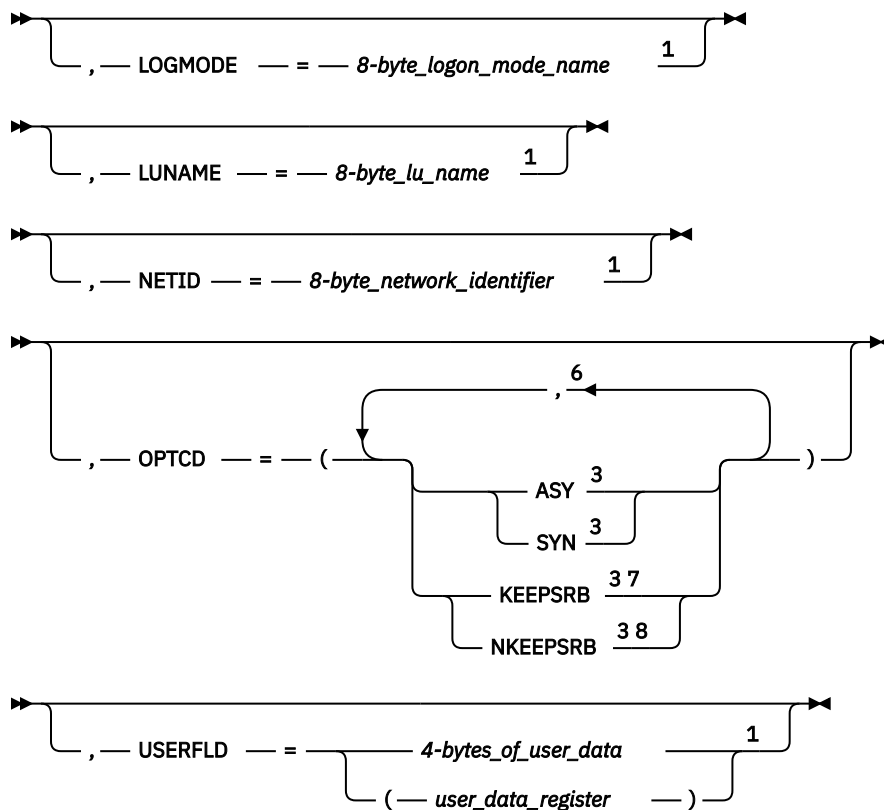 , LOGMODE = 8-byte_logon_mode_name 1
, LUNAME = 8-byte_lu_name 1
, NETID = 8-byte_network_identifier 1
, 6
, OPTCD = ( )
ASY 3
SYN 3
KEEPSRB 3 7
NKEEPSRB 3 8
, USERFLD = 4-bytes_of_user_data 1
( user_data_register )